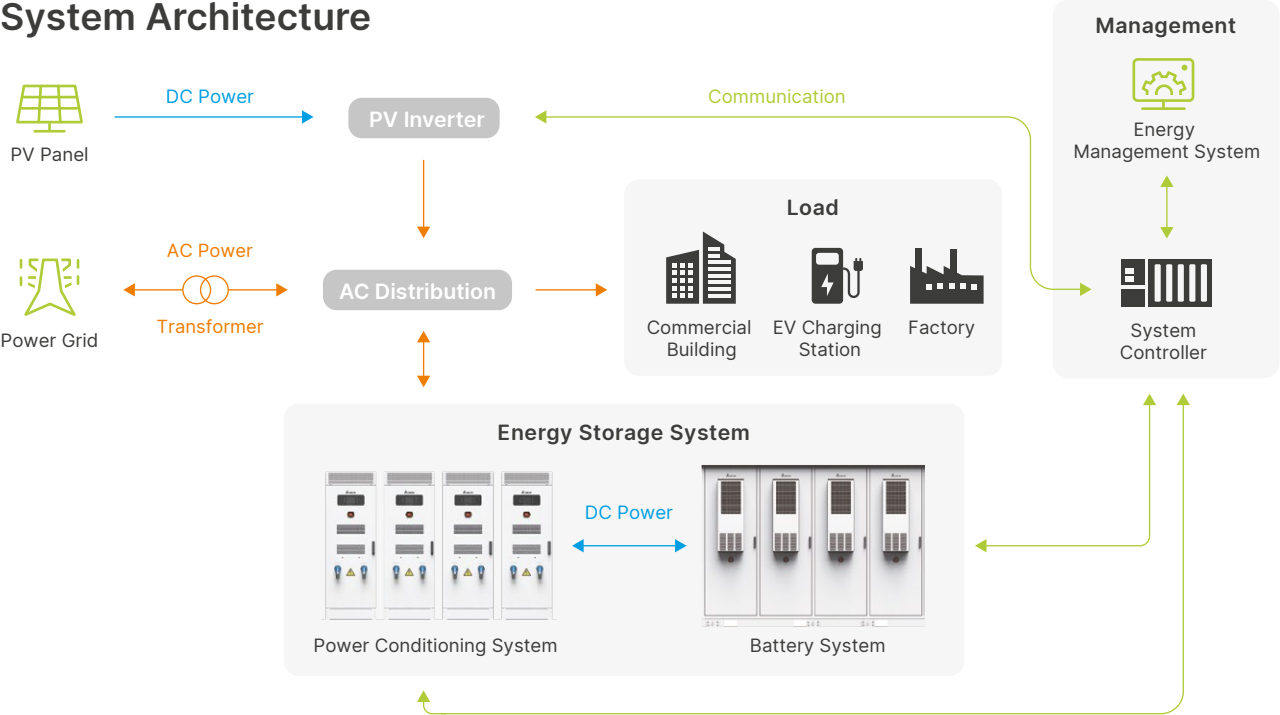 System Architecture
Management
DC Power
PV Inverter
Communication
Energy
Management System
PV Panel
Load
AC Power
AC Distribution
Transformer
Power Grid
Commercial
Building
EV Charging
Station
Factory
System
Controller
Energy Storage System
DC Power
Power Conditioning System
Battery System